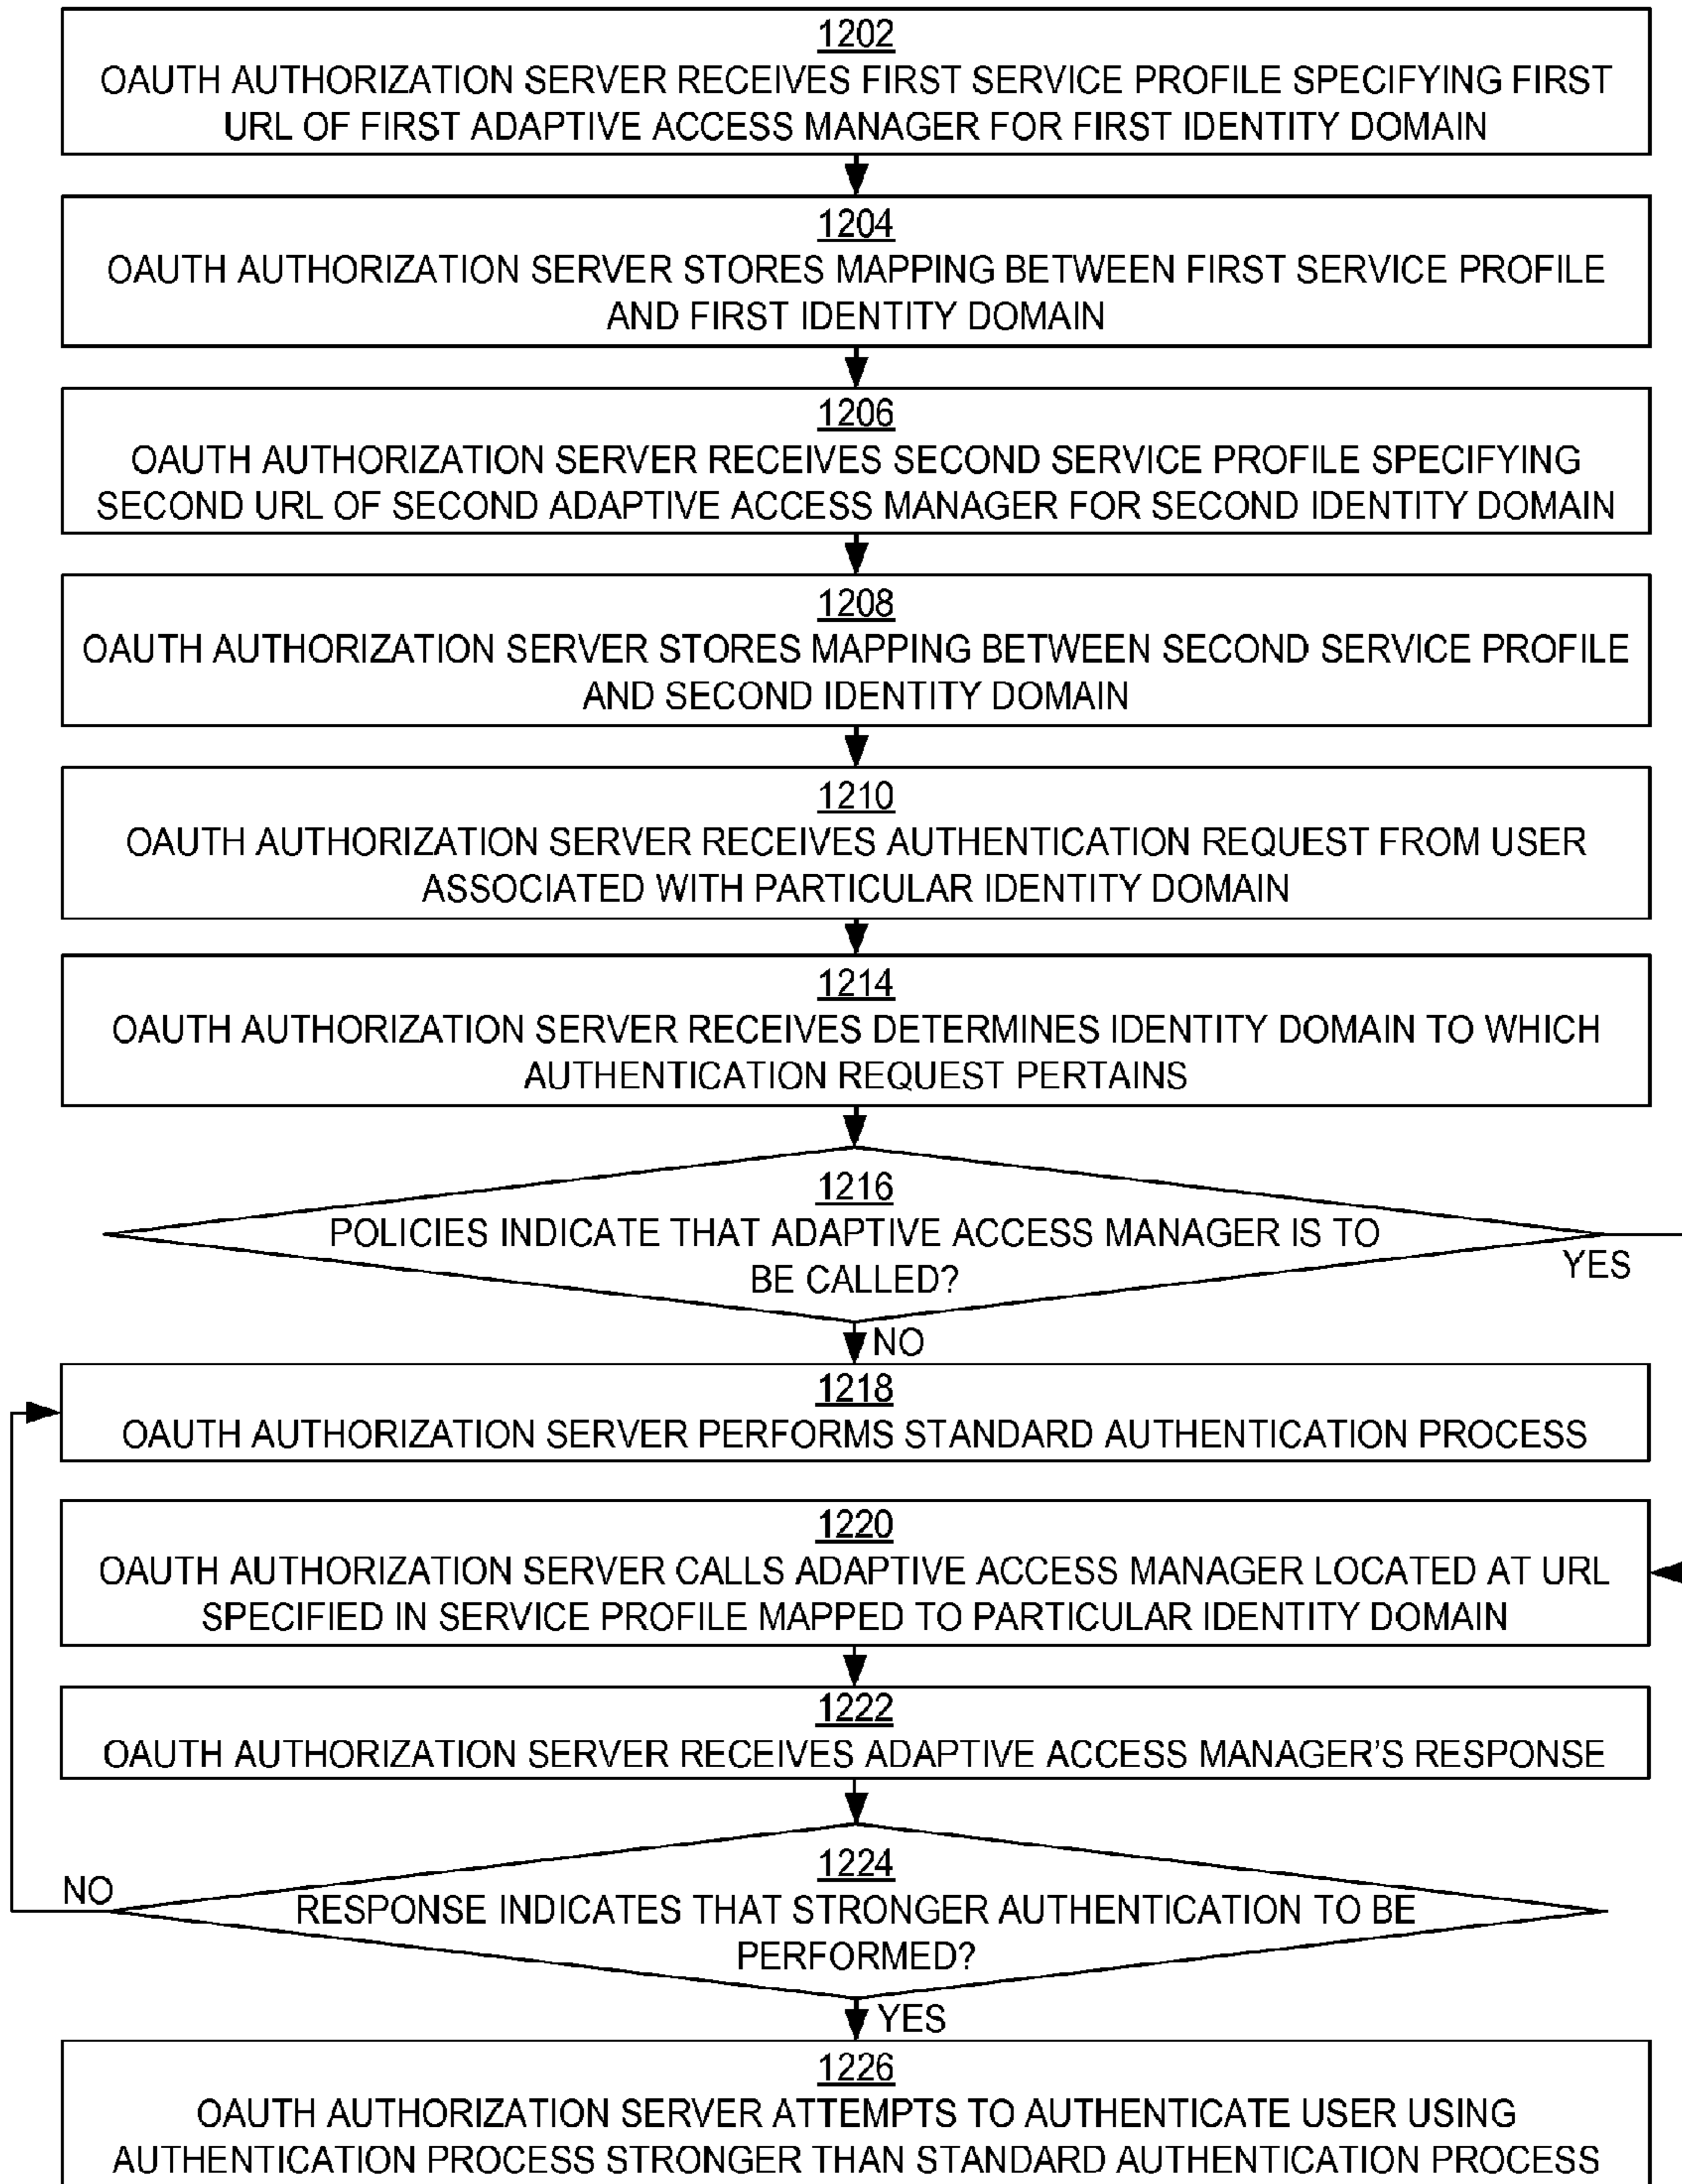 1202
OAUTH AUTHORIZATION SERVER RECEIVES FIRST SERVICE PROFILE SPECIFYING FIRST
URL OF FIRST ADAPTIVE ACCESS MANAGER FOR FIRST IDENTITY DOMAIN
1204
OAUTH AUTHORIZATION SERVER STORES MAPPING BETWEEN FIRST SERVICE PROFILE
AND FIRST IDENTITY DOMAIN
1206
OAUTH AUTHORIZATION SERVER RECEIVES SECOND SERVICE PROFILE SPECIFYING
SECOND URL OF SECOND ADAPTIVE ACCESS MANAGER FOR SECOND IDENTITY DOMAIN
1208
OAUTH AUTHORIZATION SERVER STORES MAPPING BETWEEN SECOND SERVICE PROFILE
AND SECOND IDENTITY DOMAIN
1210
OAUTH AUTHORIZATION SERVER RECEIVES AUTHENTICATION REQUEST FROM USER
ASSOCIATED WITH PARTICULAR IDENTITY DOMAIN
1214
OAUTH AUTHORIZATION SERVER RECEIVES DETERMINES IDENTITY DOMAIN TO WHICH
AUTHENTICATION REQUEST PERTAINS
1216
POLICIES INDICATE THAT ADAPTIVE ACCESS MANAGER IS TO
BE CALLED?
YES
NO
1218
OAUTH AUTHORIZATION SERVER PERFORMS STANDARD AUTHENTICATION PROCESS
1220
OAUTH AUTHORIZATION SERVER CALLS ADAPTIVE ACCESS MANAGER LOCATED AT URL
SPECIFIED IN SERVICE PROFILE MAPPED TO PARTICULAR IDENTITY DOMAIN
1222
OAUTH AUTHORIZATION SERVER RECEIVES ADAPTIVE ACCESS MANAGER'S RESPONSE
1224
NO
RESPONSE INDICATES THAT STRONGER AUTHENTICATION TO BE
PERFORMED?
YES
1226
OAUTH AUTHORIZATION SERVER ATTEMPTS TO AUTHENTICATE USER USING
AUTHENTICATION PROCESS STRONGER THAN STANDARD AUTHENTICATION PROCESS